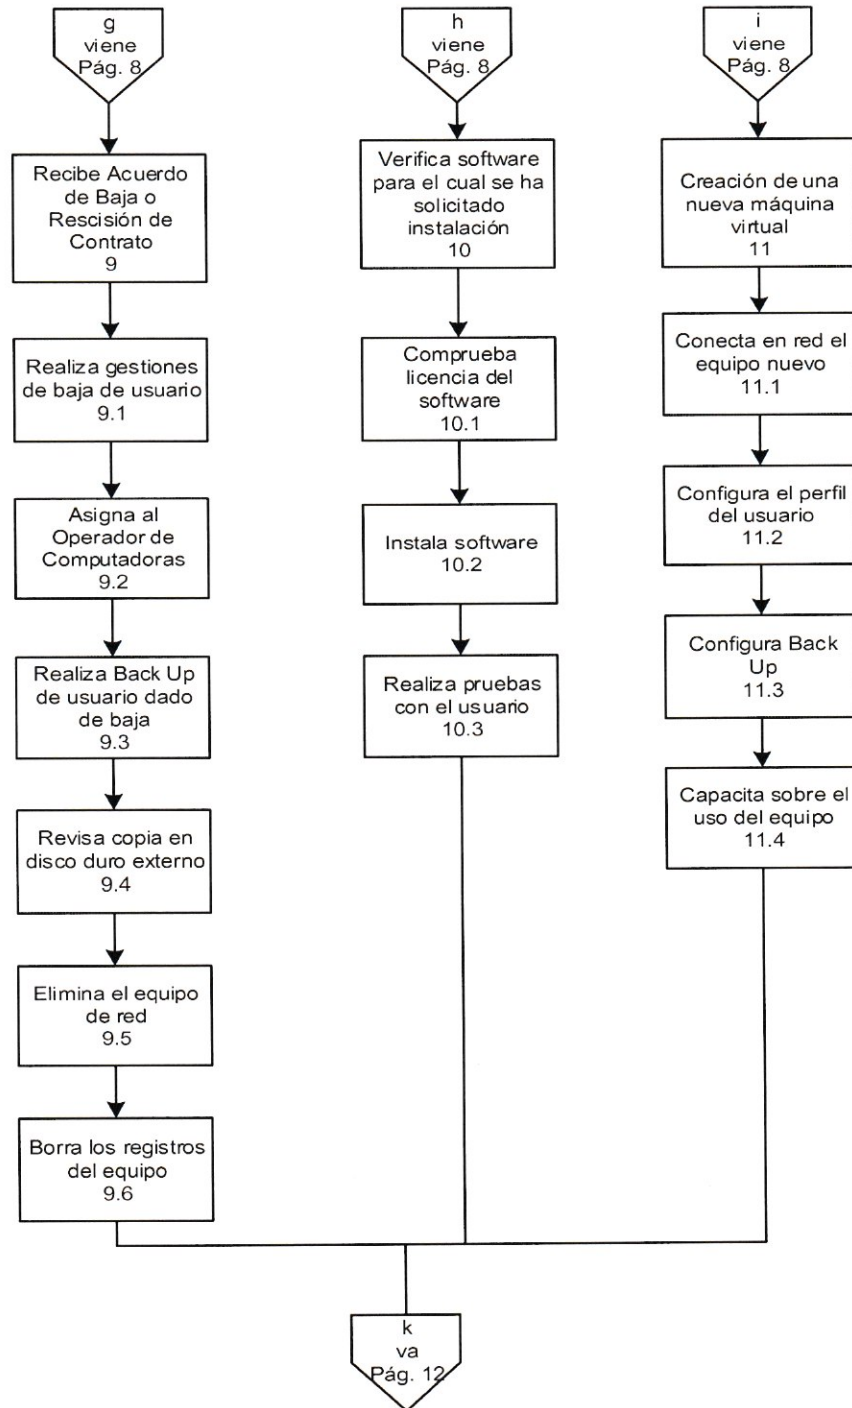 g
viene
Pág. 8
Recibe Acuerdo
de Baja o
Rescisión de
Contrato
9
Realiza gestiones
de baja de usuario
9.1
Asigna al
Operador de
Computadoras
9.2
Realiza Back Up
de usuario dado
de baja
9.3
Revisa copia en
disco duro externo
9.4
Elimina el equipo
de red
9.5
Borra los registros
del equipo
9.6
h
viene
Pág. 8
Verifica software
para el cual se ha
solicitado
instalación
10
Comprueba
licencia del
software
10.1
Instala software
10.2
Realiza pruebas
con el usuario
10.3
i
viene
Pág. 8
Creación de una
nueva máquina
virtual
11
Conecta en red el
equipo nuevo
11.1
Configura el perfil
del usuario
11.2
Configura Back
Up
11.3
Capacita sobre el
uso del equipo
11.4
k
va
Pág. 12